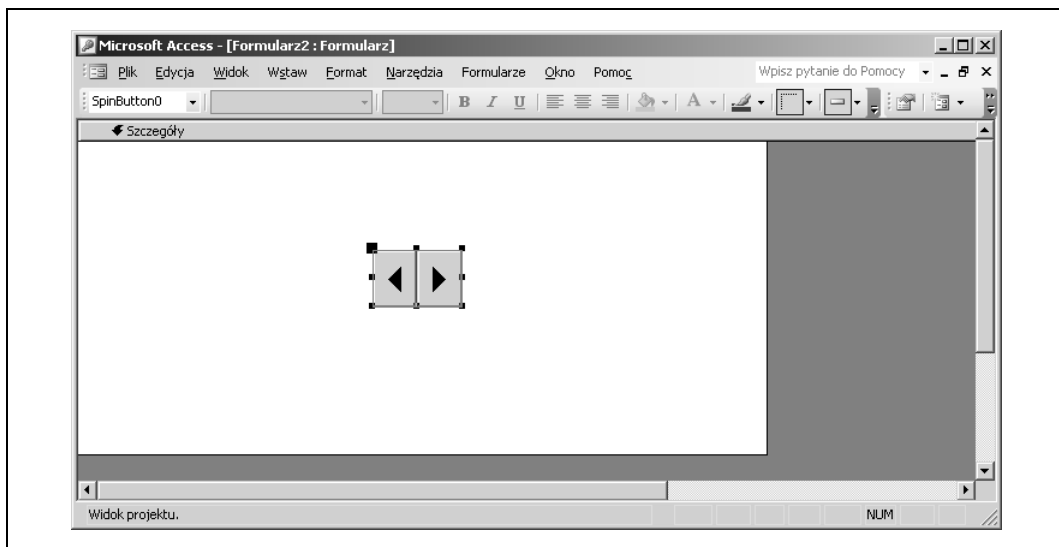 Microsoft Access - [Formularz2 : Formularz]
Plik Edycja Widok Wstaw Format Narzędzia Formularze Okno Pomoc Wpisz pytanie do Pomocy
SpinButton0 B I U A
Szczegóły
Widok projektu. NUM